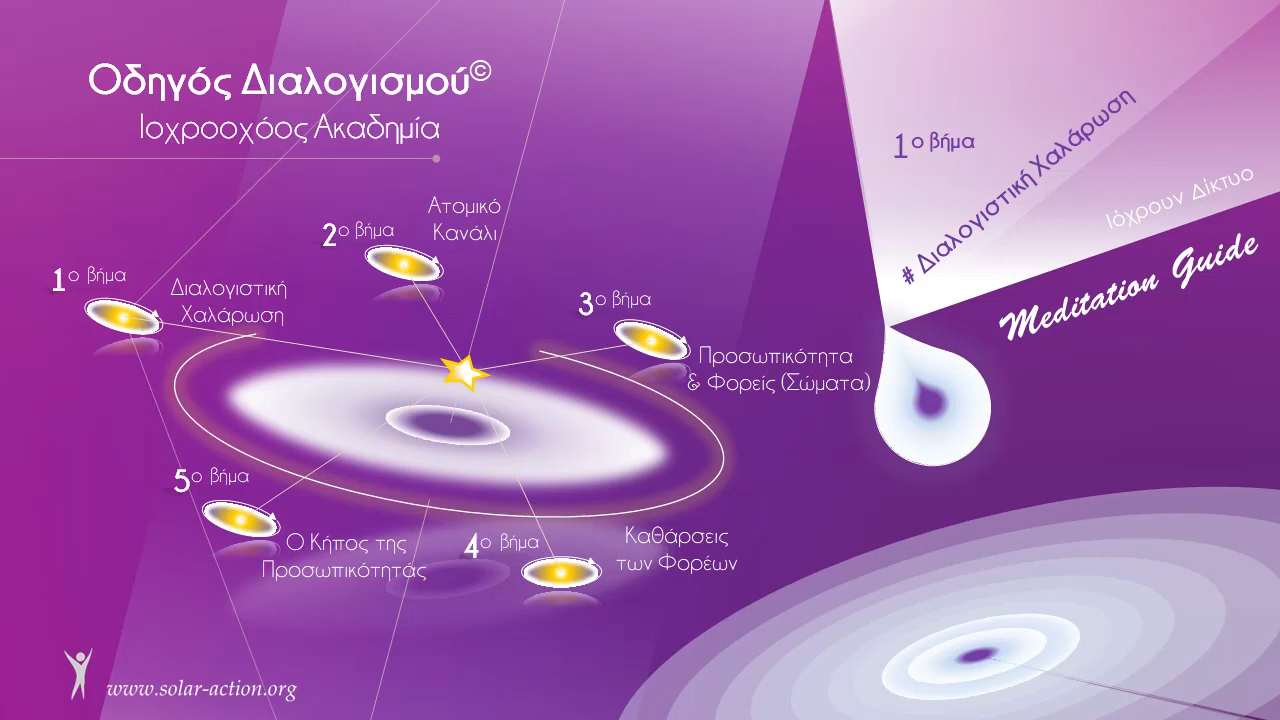 Οδηγός Διαλογισμού©
Ιοχροοχόος Ακαδημία
1ο βήμα
Διαλογιστική
Χαλάρωση
2ο βήμα
Ατομικό
Κανάλι
3ο βήμα
Προσωπικότητα
& Φορείς (Σώματα)
4ο βήμα
Καθάρσεις
των Φορέων
5ο βήμα
Ο Κήπος της
Προσωπικότητάς
1ο βήμα
# Διαλογιστική Χαλάρωση
Ιόχρουν Δίκτυο
Meditation Guide
www.solar-action.org